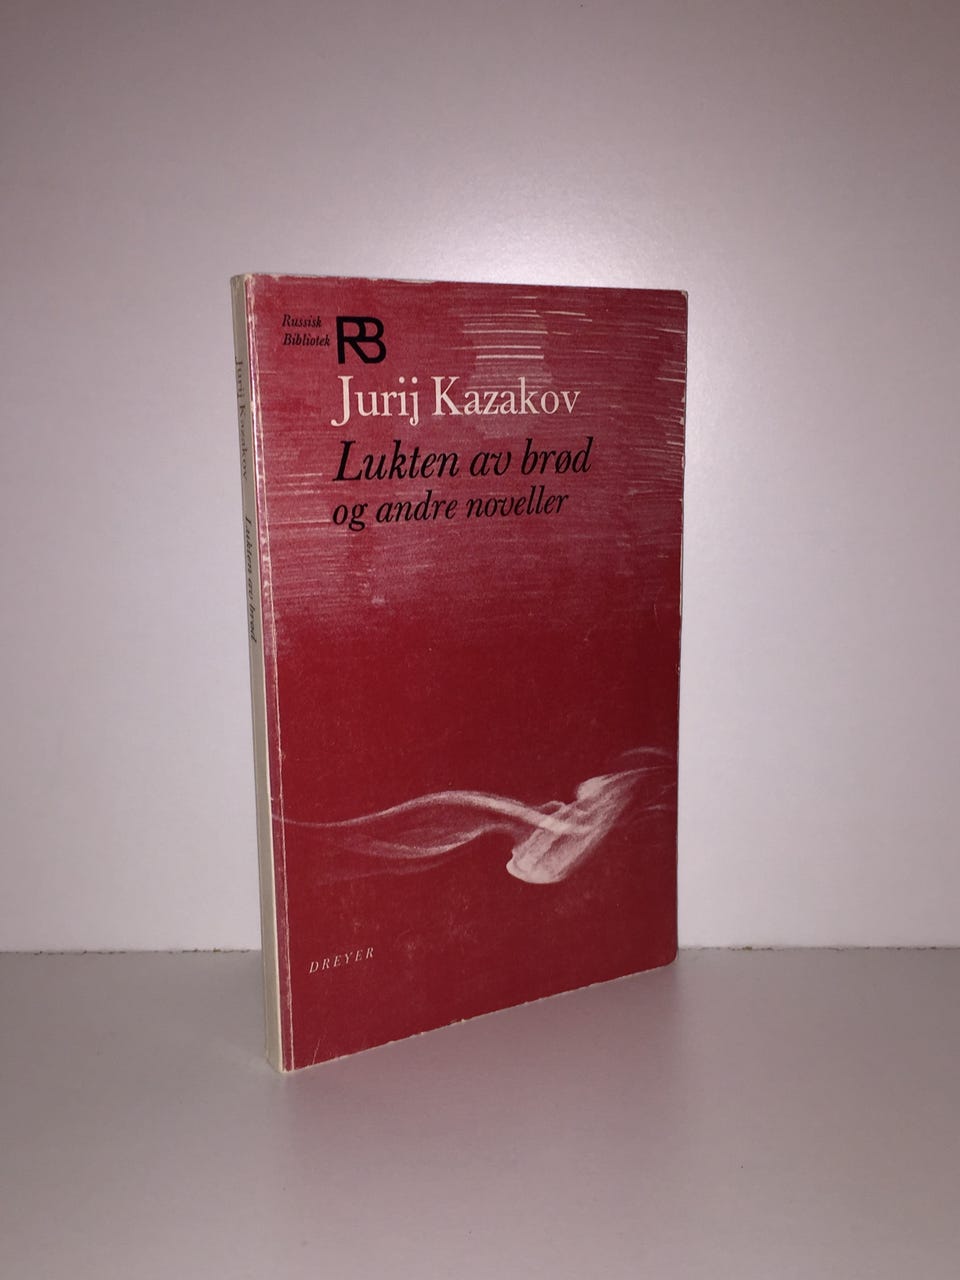 Russisk
Bibliotek
RB
Jurij Kazakov
Lukten av brød
og andre noveller
DREYER
Jurij Kazakov Lukten av brød